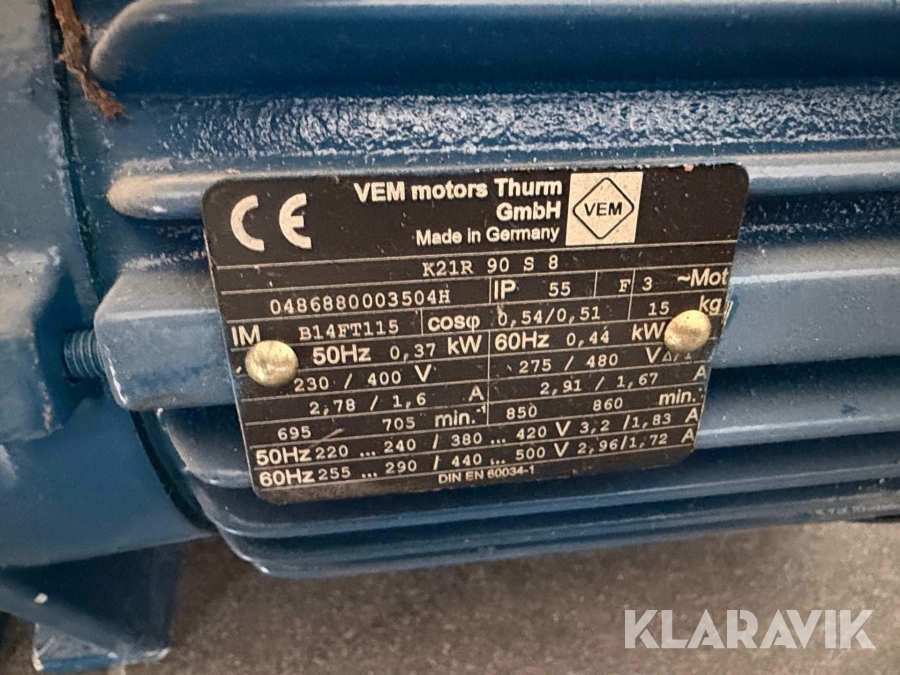 CE
VEM motors Thurm
GmbH
Made in Germany
VEM
K21R 90 S 8
0486880003504H IP 55 F 3 ~Mot
IM B14FT115 cosφ 0,54/0,51 15 kg
50Hz 0,37 kW 60Hz 0,44 kW
230 / 400 V 275 / 480 V
2,78 / 1,6 A 2,91 / 1,67 A
695 705 min.-1 850 860 min.
50Hz 220 ... 240 / 380 ... 420 V 3,2 /1,83 A
60Hz 255 ... 290 / 440 ... 500 V 2,96/1,72 A
DIN EN 60034-1
KLARAVIK